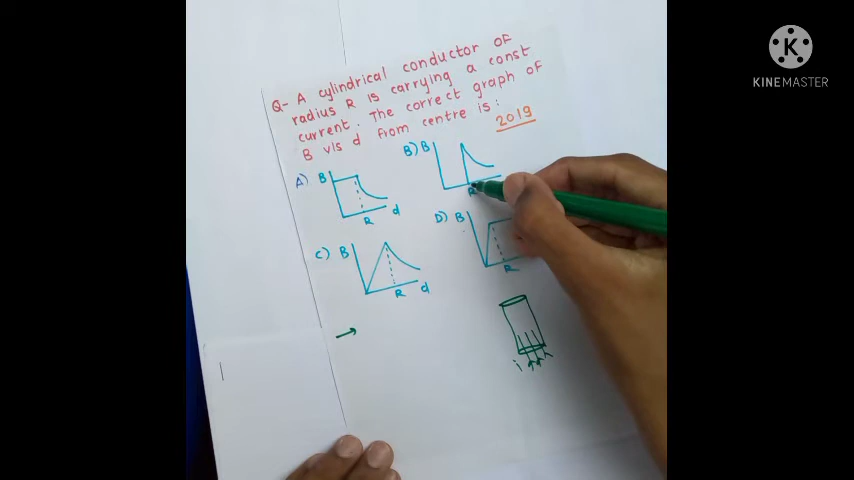 Q- A cylindrical conductor of
radius R is carrying a const
current. The correct graph of
B v/s d from centre is:
2019
A) B
R d
B) B
R
C) B
R d
D) B
R
i
K
KINEMASTER